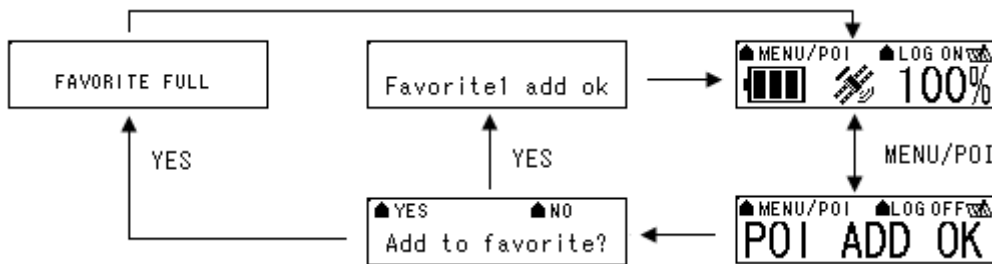 MENU/POI LOG ON
FAVORITE FULL
Favorite1 add ok
100%
YES
YES
MENU/POI
YES NO
Add to favorite?
MENU/POI LOG OFF
POI ADD OK